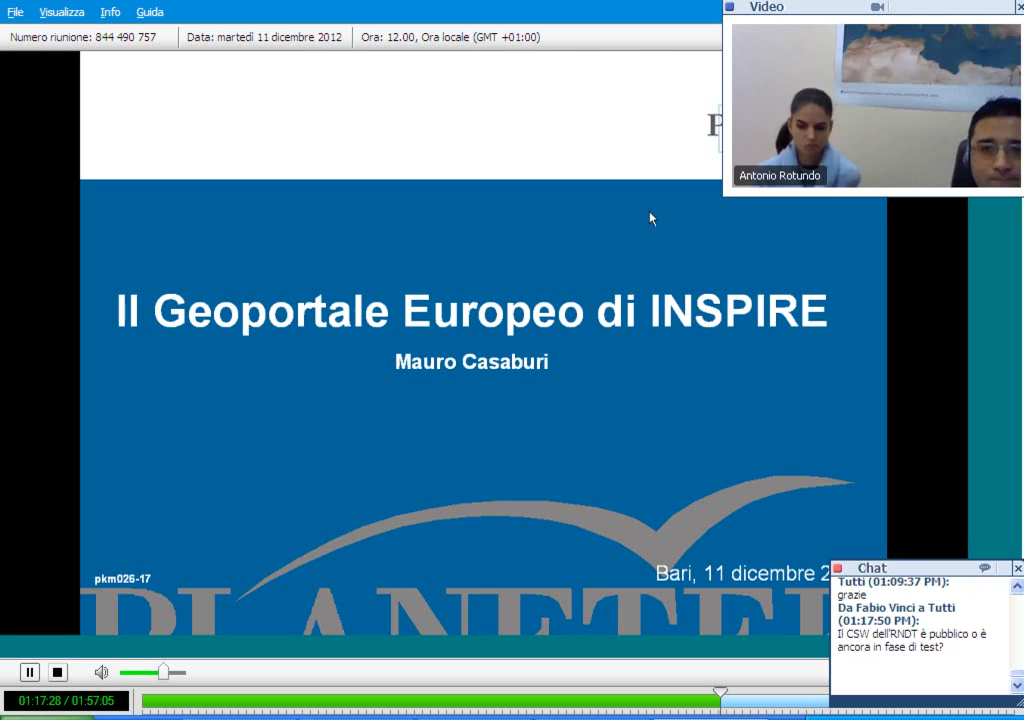 File Visualizza Info Guida
Video
Numero riunione: 844 490 757 Data: martedì 11 dicembre 2012 Ora: 12.00, Ora locale (GMT +01:00)
P
Antonio Rotundo
Il Geoportale Europeo di INSPIRE
Mauro Casaburi
pkm026-17
Bari, 11 dicembre 2
Chat
Tutti (01:09:37 PM):
grazie
Da Fabio Vinci a Tutti
(01:17:50 PM):
Il CSW dell'RNDT è pubblico o è
ancora in fase di test?
01:17:28 / 01:57:05